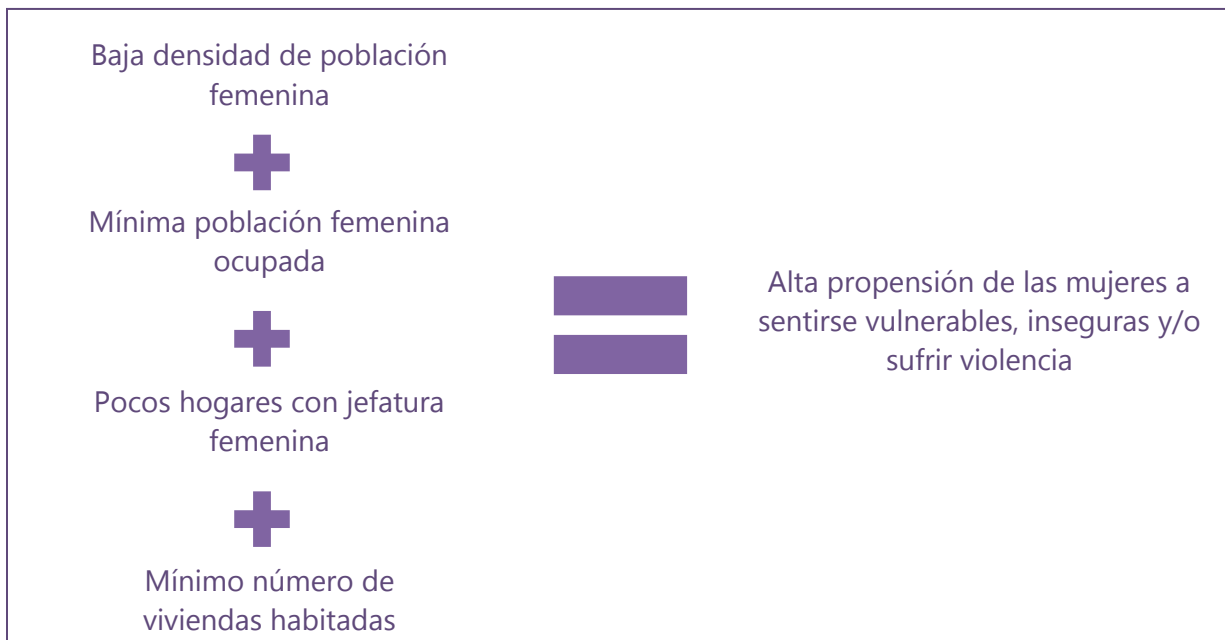 Baja densidad de población
femenina
Mínima población femenina
ocupada
Pocos hogares con jefatura
femenina
Mínimo número de
viviendas habitadas
Alta propensión de las mujeres a
sentirse vulnerables, inseguras y/o
sufrir violencia